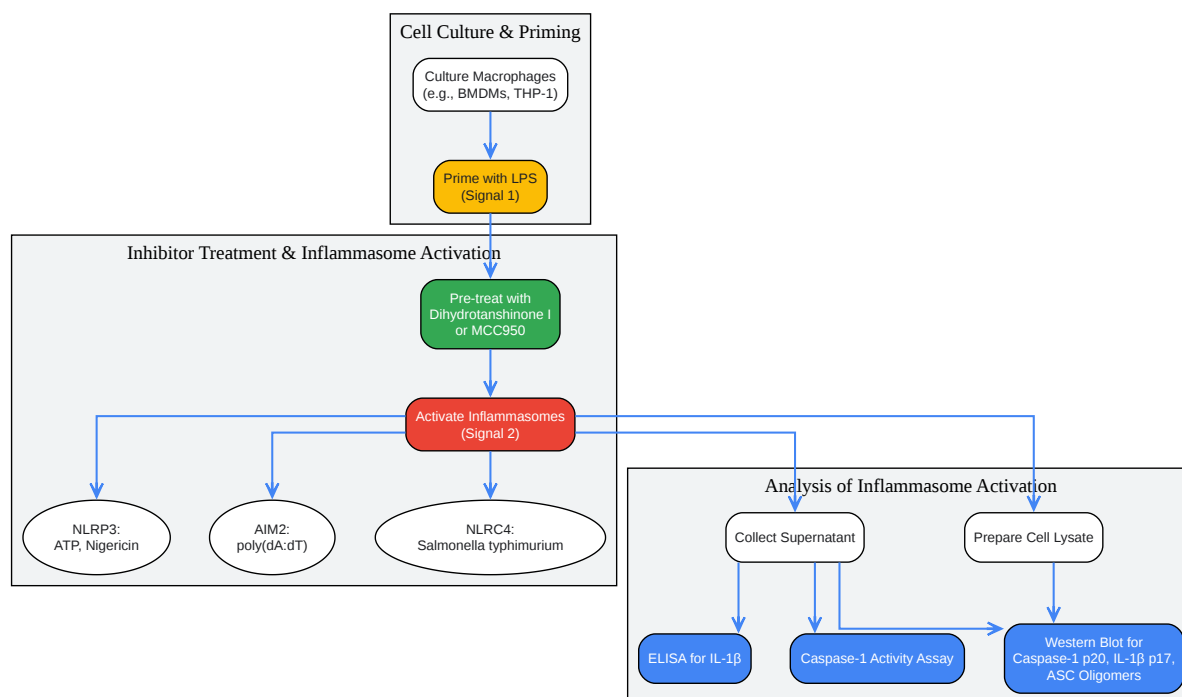 Cell Culture & Priming
Culture Macrophages
(e.g., BMDMs, THP-1)
Prime with LPS
(Signal 1)
Inhibitor Treatment & Inflammasome Activation
Pre-treat with
Dihydrotanshinone I
or MCC950
Activate Inflammasomes
(Signal 2)
NLRP3:
ATP, Nigericin
AIM2:
poly(dA:dT)
NLRC4:
Salmonella typhimurium
Analysis of Inflammasome Activation
Collect Supernatant
Prepare Cell Lysate
ELISA for IL-1β
Caspase-1 Activity Assay
Western Blot for
Caspase-1 p20, IL-1β p17,
ASC Oligomers